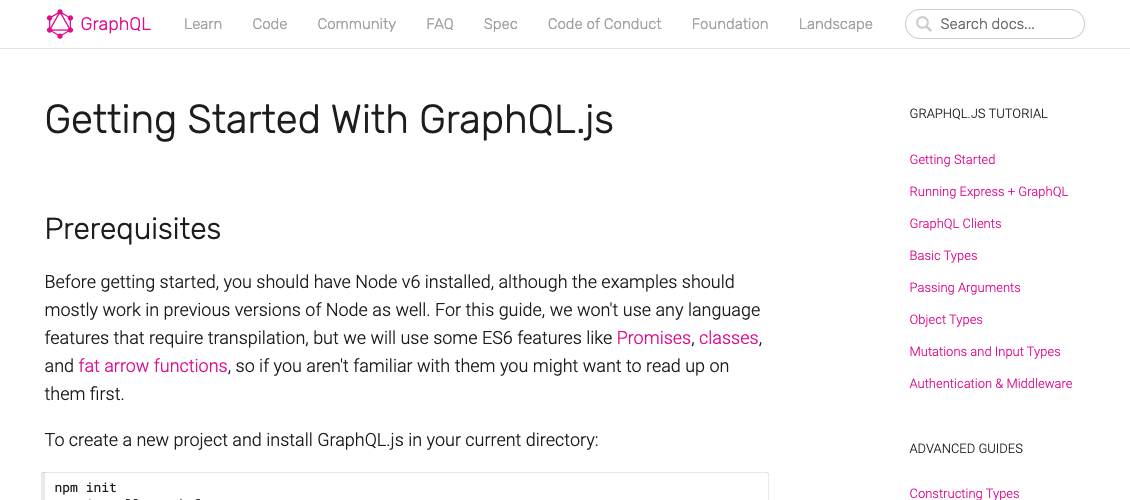 GraphQL Learn Code Community FAQ Spec Code of Conduct Foundation Landscape Search docs...
Getting Started With GraphQL.js
Prerequisites
Before getting started, you should have Node v6 installed, although the examples should
mostly work in previous versions of Node as well. For this guide, we won't use any language
features that require transpilation, but we will use some ES6 features like Promises, classes,
and fat arrow functions, so if you aren't familiar with them you might want to read up on
them first.
To create a new project and install GraphQL.js in your current directory:
npm init
GRAPHQL.JS TUTORIAL
Getting Started
Running Express + GraphQL
GraphQL Clients
Basic Types
Passing Arguments
Object Types
Mutations and Input Types
Authentication & Middleware
ADVANCED GUIDES
Constructing Types